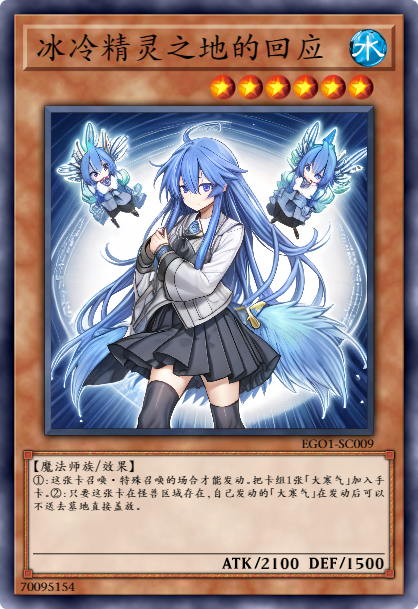 冰冷精灵之地的回应
水
EGO1-SC009
【魔法师族/效果】
①:这张卡召唤·特殊召唤的场合才能发动。把卡组1张「大寒气」加入手
卡。②:只要这张卡在怪兽区域存在,自己发动的「大寒气」在发动后可以
不送去墓地直接盖放。
ATK/2100 DEF/1500
70095154